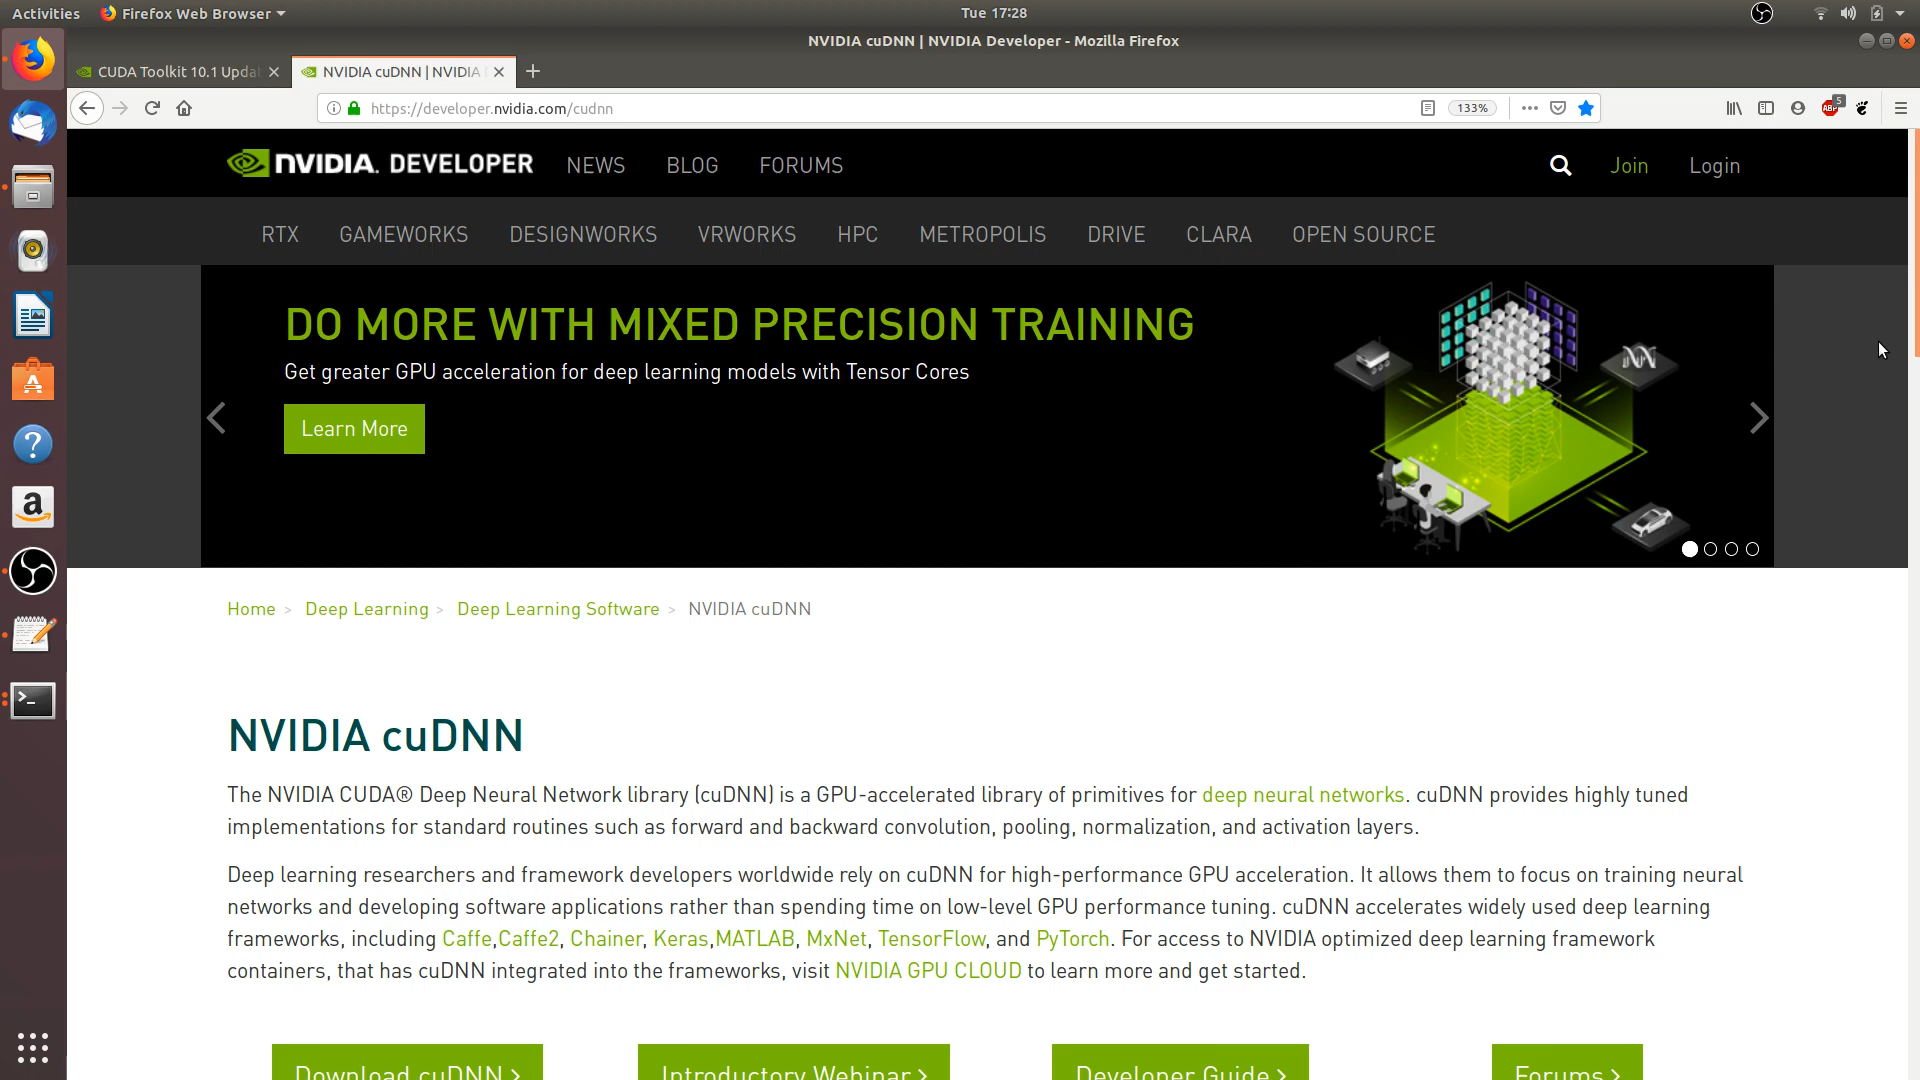 Activities Firefox Web Browser Tue 17:28
NVIDIA cuDNN | NVIDIA Developer - Mozilla Firefox
CUDA Toolkit 10.1 Upda NVIDIA cuDNN | NVIDIA
https://developer.nvidia.com/cudnn 133% ABP 5
NVIDIA. DEVELOPER NEWS BLOG FORUMS Join Login
RTX GAMEWORKS DESIGNWORKS VRWORKS HPC METROPOLIS DRIVE CLARA OPEN SOURCE
DO MORE WITH MIXED PRECISION TRAINING
Get greater GPU acceleration for deep learning models with Tensor Cores
Learn More
Home > Deep Learning > Deep Learning Software > NVIDIA cuDNN
NVIDIA cuDNN
The NVIDIA CUDA® Deep Neural Network library (cuDNN) is a GPU-accelerated library of primitives for deep neural networks. cuDNN provides highly tuned
implementations for standard routines such as forward and backward convolution, pooling, normalization, and activation layers.
Deep learning researchers and framework developers worldwide rely on cuDNN for high-performance GPU acceleration. It allows them to focus on training neural
networks and developing software applications rather than spending time on low-level GPU performance tuning. cuDNN accelerates widely used deep learning
frameworks, including Caffe,Caffe2, Chainer, Keras,MATLAB, MxNet, TensorFlow, and PyTorch. For access to NVIDIA optimized deep learning framework
containers, that has cuDNN integrated into the frameworks, visit NVIDIA GPU CLOUD to learn more and get started.
Download cuDNN > Introductory Webinar > Developer Guide > Forums >